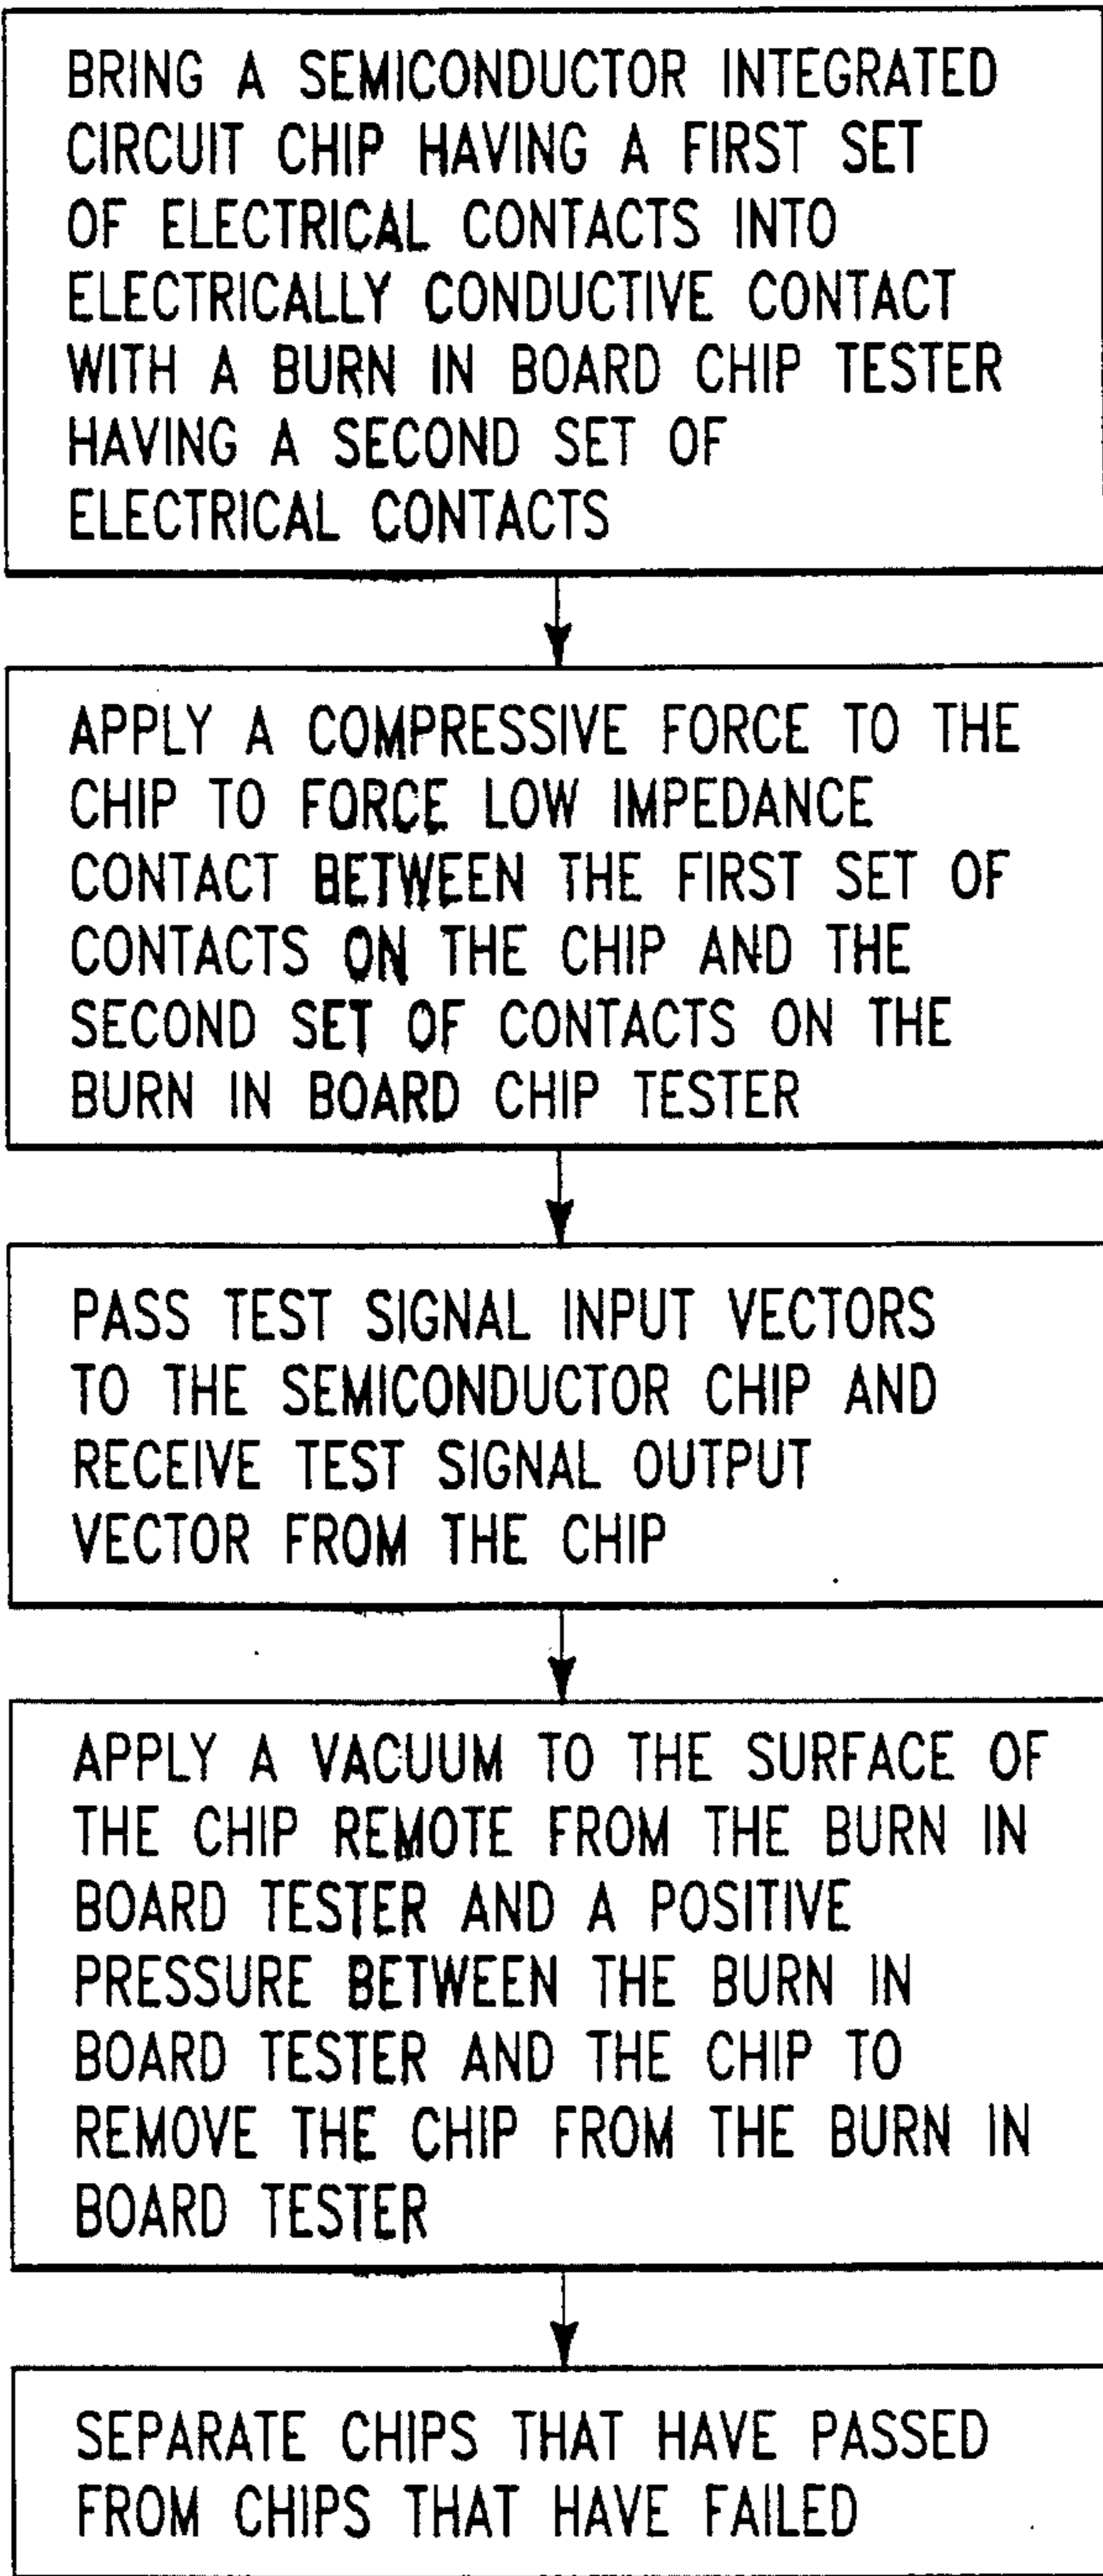 BRING A SEMICONDUCTOR INTEGRATED
CIRCUIT CHIP HAVING A FIRST SET
OF ELECTRICAL CONTACTS INTO
ELECTRICALLY CONDUCTIVE CONTACT
WITH A BURN IN BOARD CHIP TESTER
HAVING A SECOND SET OF
ELECTRICAL CONTACTS
APPLY A COMPRESSIVE FORCE TO THE
CHIP TO FORCE LOW IMPEDANCE
CONTACT BETWEEN THE FIRST SET OF
CONTACTS ON THE CHIP AND THE
SECOND SET OF CONTACTS ON THE
BURN IN BOARD CHIP TESTER
PASS TEST SIGNAL INPUT VECTORS
TO THE SEMICONDUCTOR CHIP AND
RECEIVE TEST SIGNAL OUTPUT
VECTOR FROM THE CHIP
APPLY A VACUUM TO THE SURFACE OF
THE CHIP REMOTE FROM THE BURN IN
BOARD TESTER AND A POSITIVE
PRESSURE BETWEEN THE BURN IN
BOARD TESTER AND THE CHIP TO
REMOVE THE CHIP FROM THE BURN IN
BOARD TESTER
SEPARATE CHIPS THAT HAVE PASSED
FROM CHIPS THAT HAVE FAILED